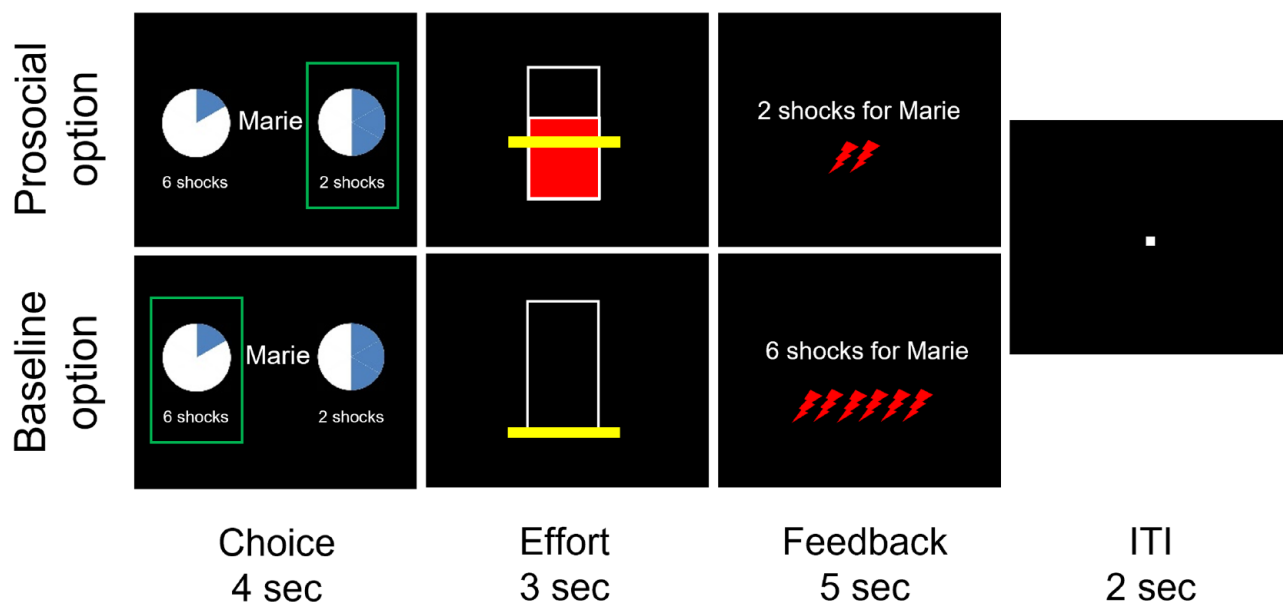 Prosocial
option
Marie
6 shocks
2 shocks
2 shocks for Marie
Baseline
option
Marie
6 shocks
2 shocks
6 shocks for Marie
Choice
4 sec
Effort
3 sec
Feedback
5 sec
ITI
2 sec